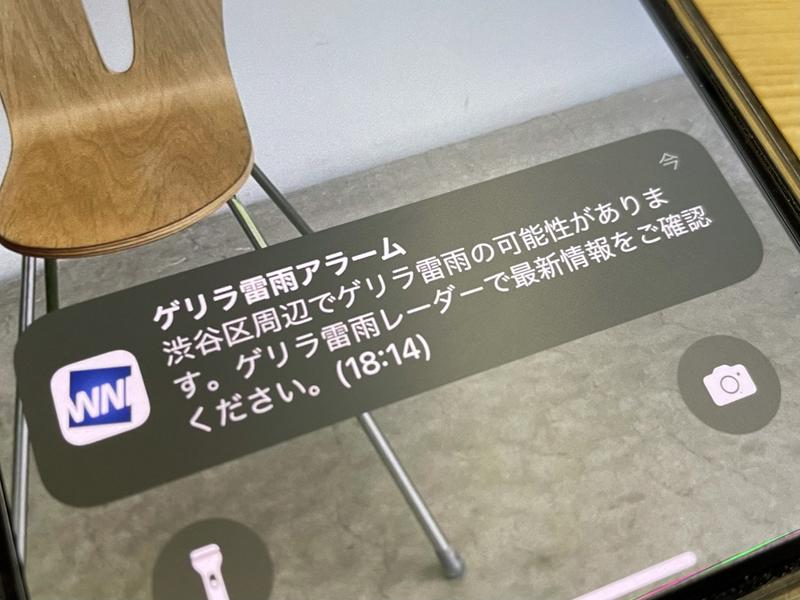 今
ゲリラ雷雨アラーム
渋谷区周辺でゲリラ雷雨の可能性がありま
す。ゲリラ雷雨レーダーで最新情報をご確認
ください。(18:14)
WNI